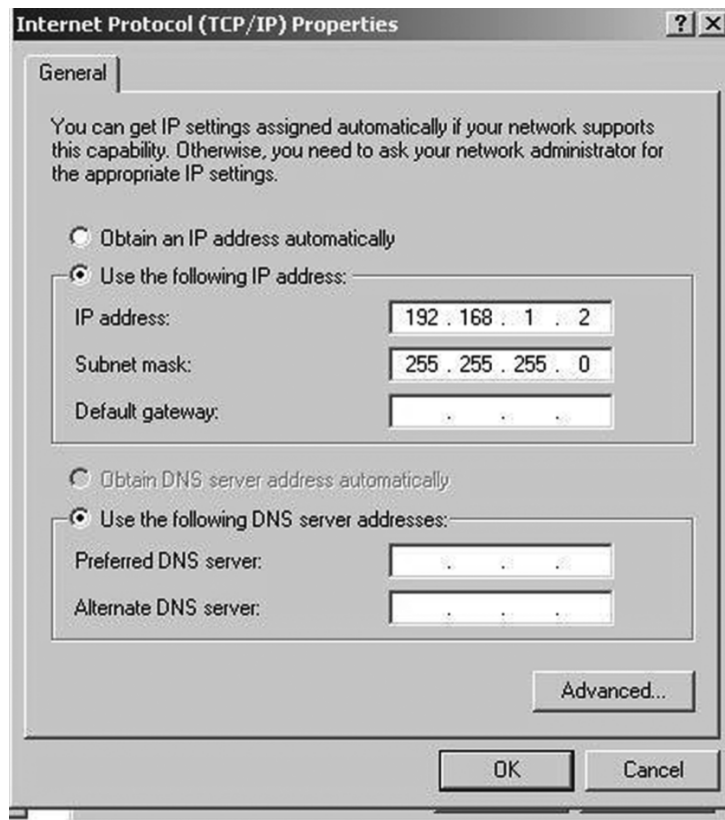 Internet Protocol (TCP/IP) Properties
General
You can get IP settings assigned automatically if your network supports
this capability. Otherwise, you need to ask your network administrator for
the appropriate IP settings.
Obtain an IP address automatically
Use the following IP address:
IP address: 192 . 168 . 1 . 2
Subnet mask: 255 . 255 . 255 . 0
Default gateway: . . .
Obtain DNS server address automatically
Use the following DNS server addresses:
Preferred DNS server: . . .
Alternate DNS server: . . .
Advanced...
OK Cancel